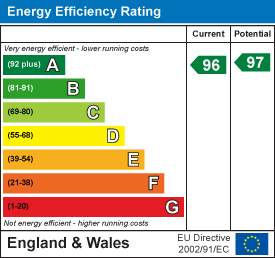 Energy Efficiency Rating
Current Potential
Very energy efficient - lower running costs
(92 plus) A 96 97
(81-91) B
(69-80) C
(55-68) D
(39-54) E
(21-38) F
(1-20) G
Not energy efficient - higher running costs
England & Wales
EU Directive
2002/91/EC